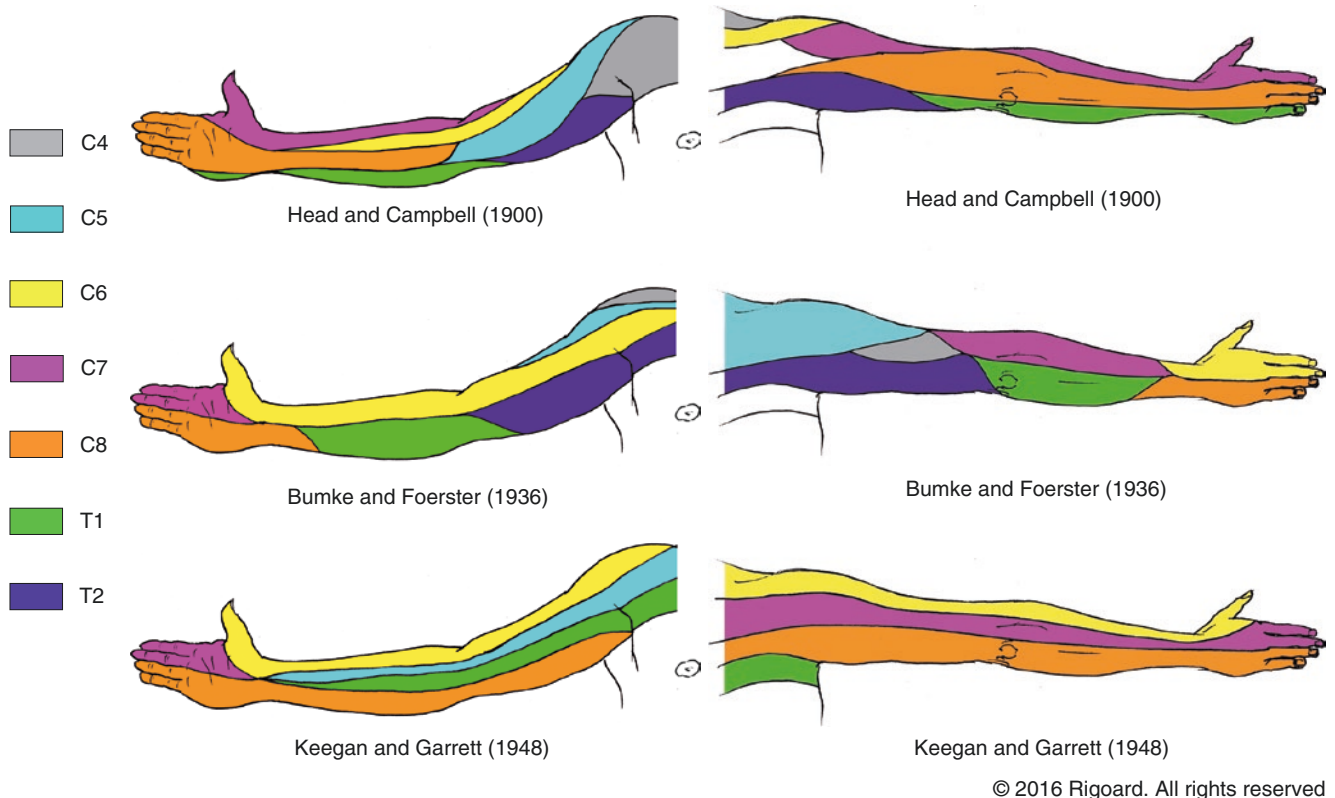 C4
C5
C6
C7
C8
T1
T2
Head and Campbell (1900)
Head and Campbell (1900)
Bumke and Foerster (1936)
Bumke and Foerster (1936)
Keegan and Garrett (1948)
Keegan and Garrett (1948)
© 2016 Rigoard. All rights reserved